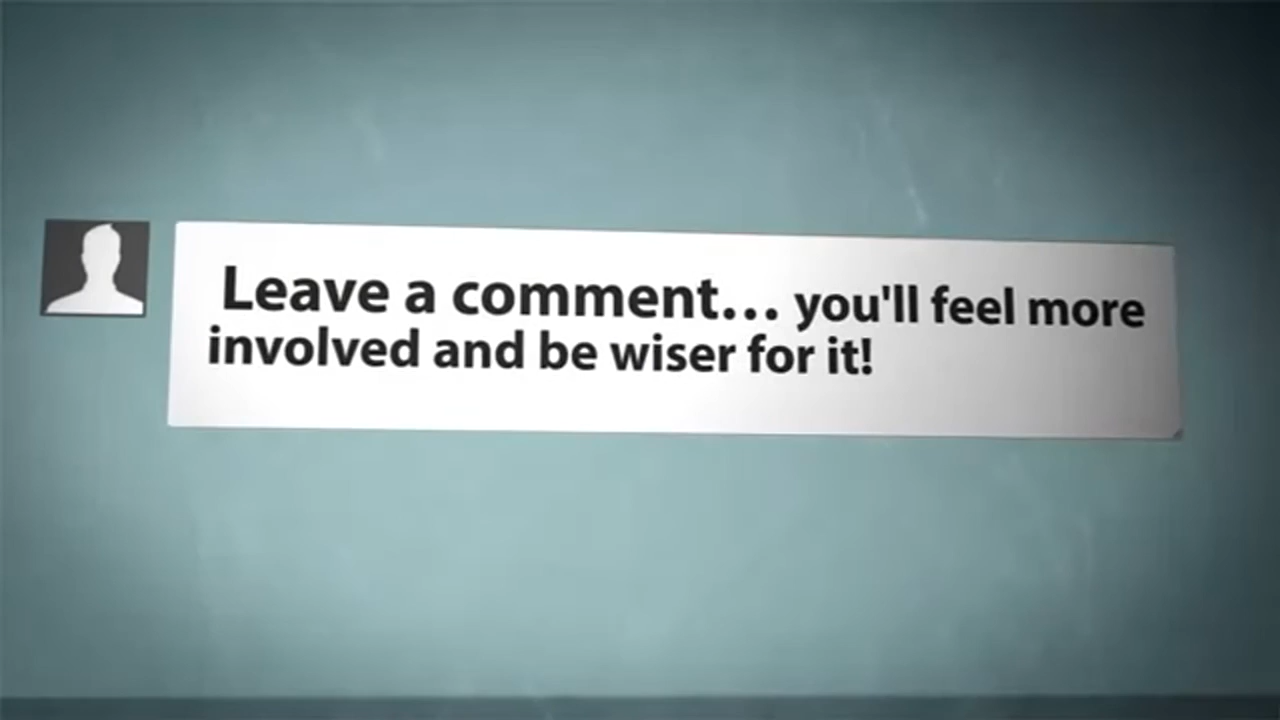 Leave a comment… you'll feel more
involved and be wiser for it!